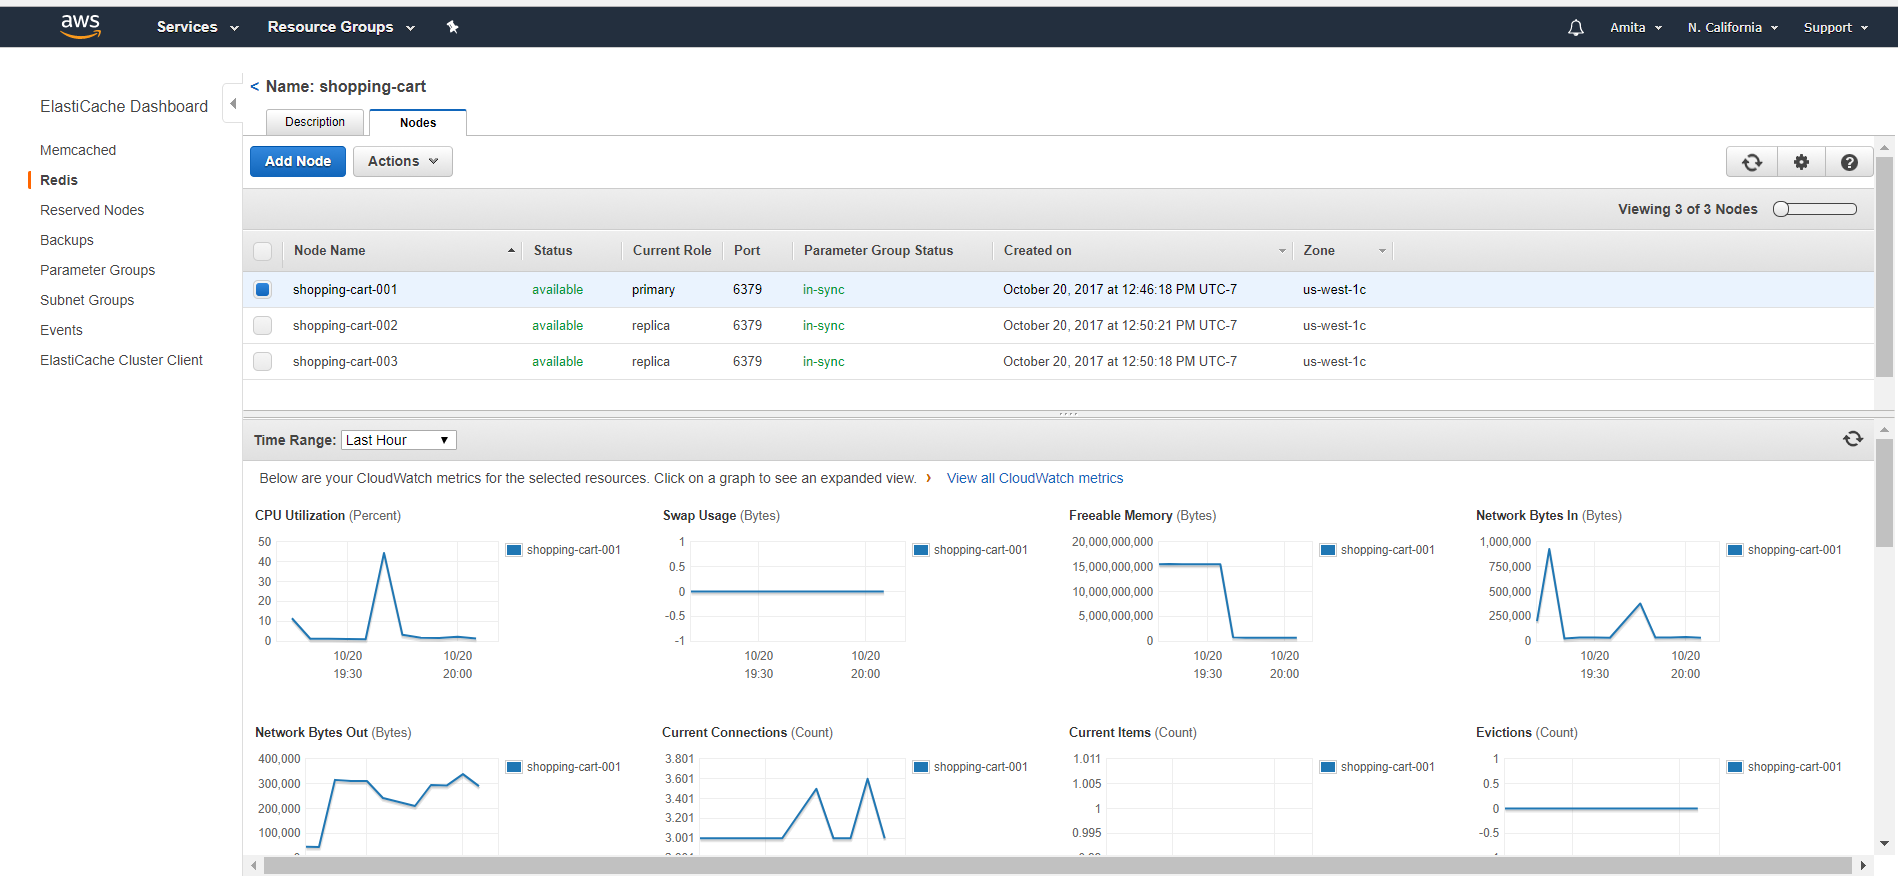 aws Services Resource Groups Amita N. California Support
ElastiCache Dashboard
Memcached
Redis
Reserved Nodes
Backups
Parameter Groups
Subnet Groups
Events
ElastiCache Cluster Client
< Name: shopping-cart
Description Nodes
Add Node Actions
Viewing 3 of 3 Nodes
Node Name Status Current Role Port Parameter Group Status Created on Zone
shopping-cart-001 available primary 6379 in-sync October 20, 2017 at 12:46:18 PM UTC-7 us-west-1c
shopping-cart-002 available replica 6379 in-sync October 20, 2017 at 12:50:21 PM UTC-7 us-west-1c
shopping-cart-003 available replica 6379 in-sync October 20, 2017 at 12:50:18 PM UTC-7 us-west-1c
Time Range: Last Hour
Below are your CloudWatch metrics for the selected resources. Click on a graph to see an expanded view. › View all CloudWatch metrics
CPU Utilization (Percent)
50
40
30
20
10
0
10/20 10/20
19:30 20:00
shopping-cart-001
Swap Usage (Bytes)
1
0.5
0
-0.5
-1
10/20 10/20
19:30 20:00
shopping-cart-001
Freeable Memory (Bytes)
20,000,000,000
15,000,000,000
10,000,000,000
5,000,000,000
0
10/20 10/20
19:30 20:00
shopping-cart-001
Network Bytes In (Bytes)
1,000,000
750,000
500,000
250,000
0
10/20 10/20
19:30 20:00
shopping-cart-001
Network Bytes Out (Bytes)
400,000
300,000
200,000
100,000
shopping-cart-001
Current Connections (Count)
3.801
3.601
3.401
3.201
3.001
shopping-cart-001
Current Items (Count)
1.011
1.005
1
0.995
shopping-cart-001
Evictions (Count)
1
0.5
0
-0.5
shopping-cart-001